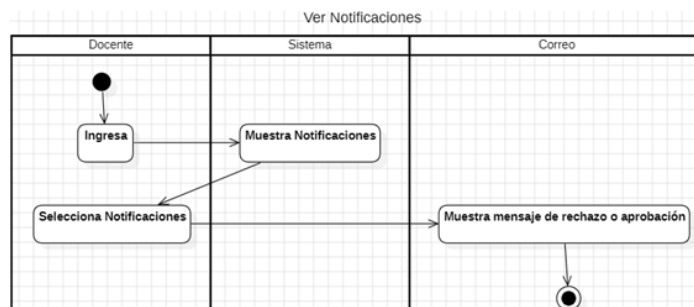 Ver Notificaciones
Docente
Sistema
Correo
Ingresa
Muestra Notificaciones
Selecciona Notificaciones
Muestra mensaje de rechazo o aprobación